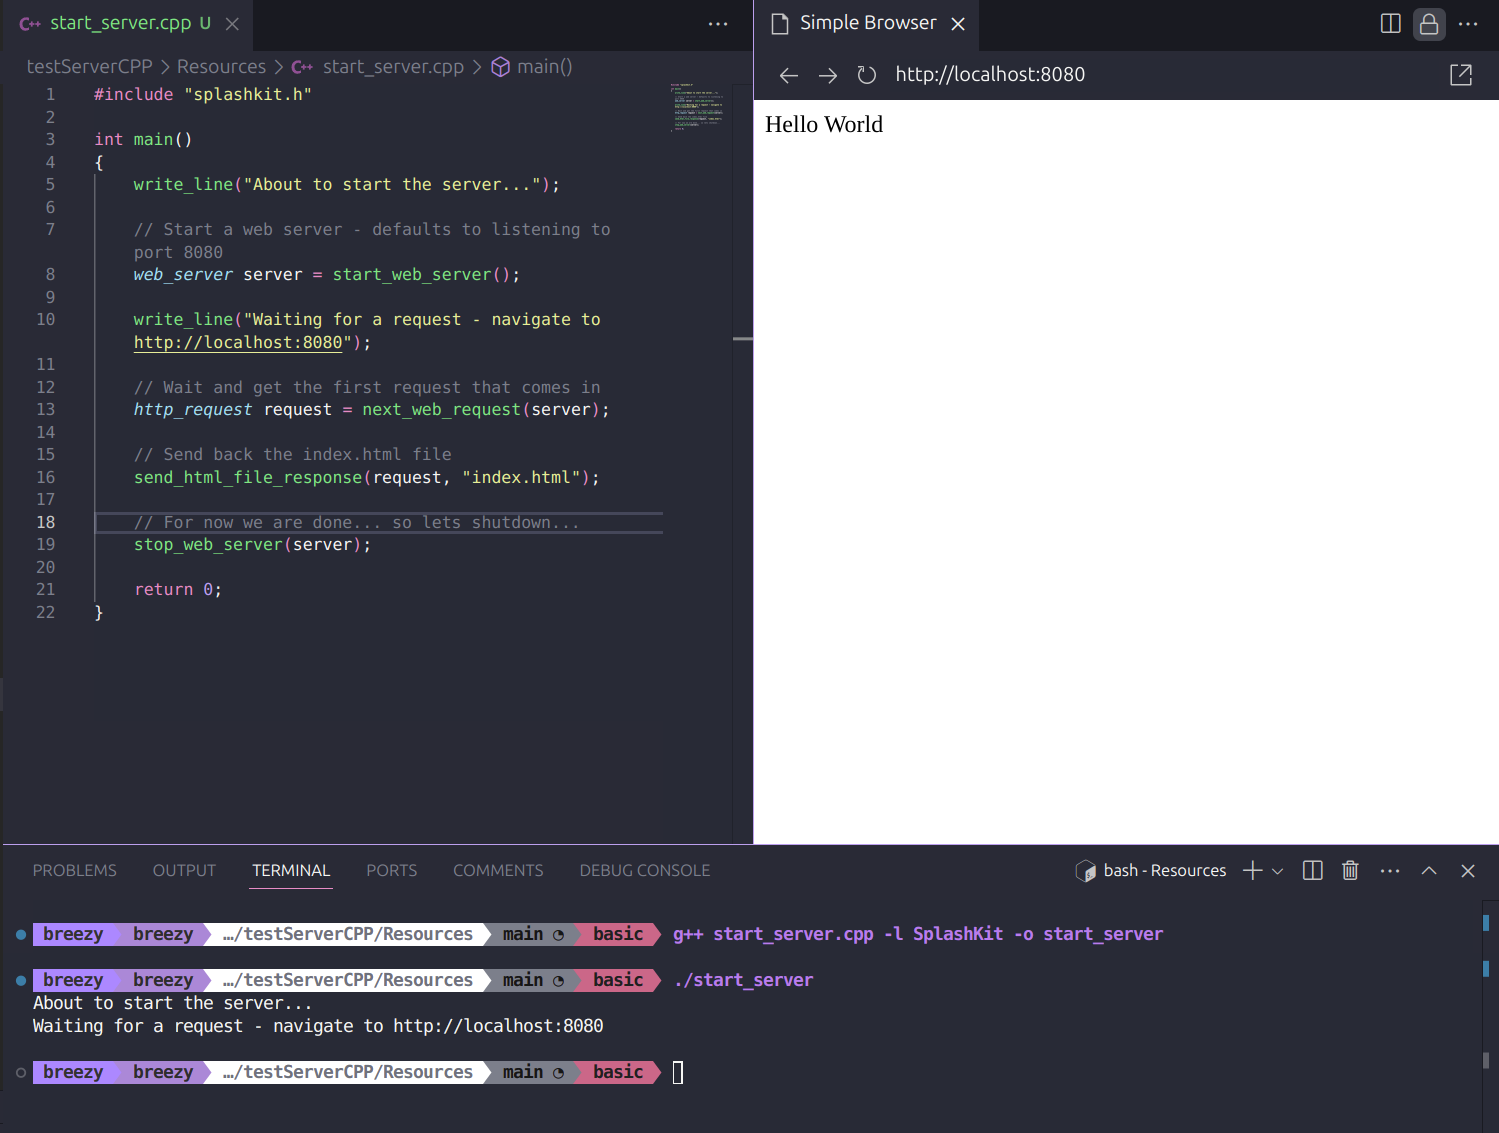 start_server.cpp U
testServerCPP > Resources > start_server.cpp > main()
1 #include "splashkit.h"
2
3 int main()
4 {
5 write_line("About to start the server...");
6
7 // Start a web server - defaults to listening to
port 8080
8 web_server server = start_web_server();
9
10 write_line("Waiting for a request - navigate to
http://localhost:8080");
11
12 // Wait and get the first request that comes in
13 http_request request = next_web_request(server);
14
15 // Send back the index.html file
16 send_html_file_response(request, "index.html");
17
18 // For now we are done... so lets shutdown...
19 stop_web_server(server);
20
21 return 0;
22 }
Simple Browser
http://localhost:8080
Hello World
PROBLEMS OUTPUT TERMINAL PORTS COMMENTS DEBUG CONSOLE
bash - Resources
breezy breezy …/testServerCPP/Resources main basic g++ start_server.cpp -l SplashKit -o start_server
breezy breezy …/testServerCPP/Resources main basic ./start_server
About to start the server...
Waiting for a request - navigate to http://localhost:8080
breezy breezy …/testServerCPP/Resources main basic